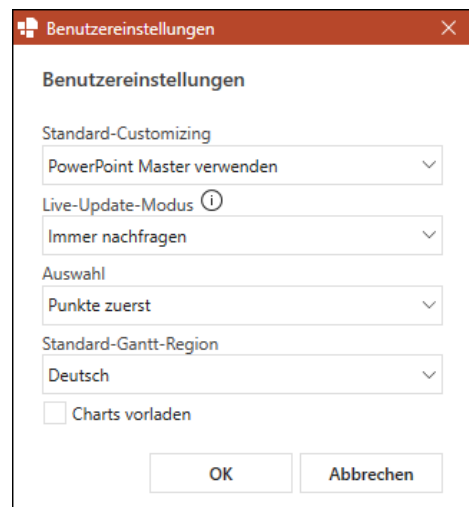 Benutzereinstellungen
Benutzereinstellungen
Standard-Customizing
PowerPoint Master verwenden
Live-Update-Modus
Immer nachfragen
Auswahl
Punkte zuerst
Standard-Gantt-Region
Deutsch
Charts vorladen
OK Abbrechen